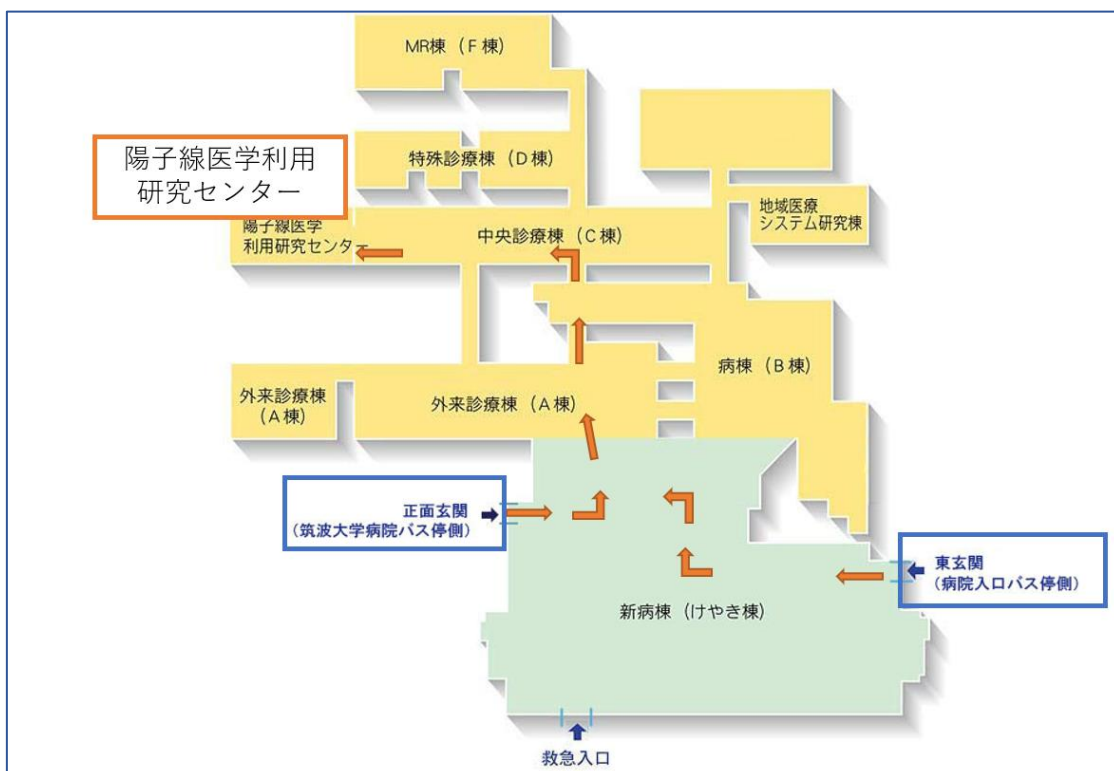 MR棟（F棟）
陽子線医学利用
研究センター
特殊診療棟（D棟）
地域医療
システム研究棟
陽子線医学
利用研究センター
中央診療棟（C棟）
病棟（B棟）
外来診療棟
（A棟）
外来診療棟（A棟）
正面玄関
（筑波大学病院バス停側）
東玄関
（病院入口バス停側）
新病棟（けやき棟）
救急入口